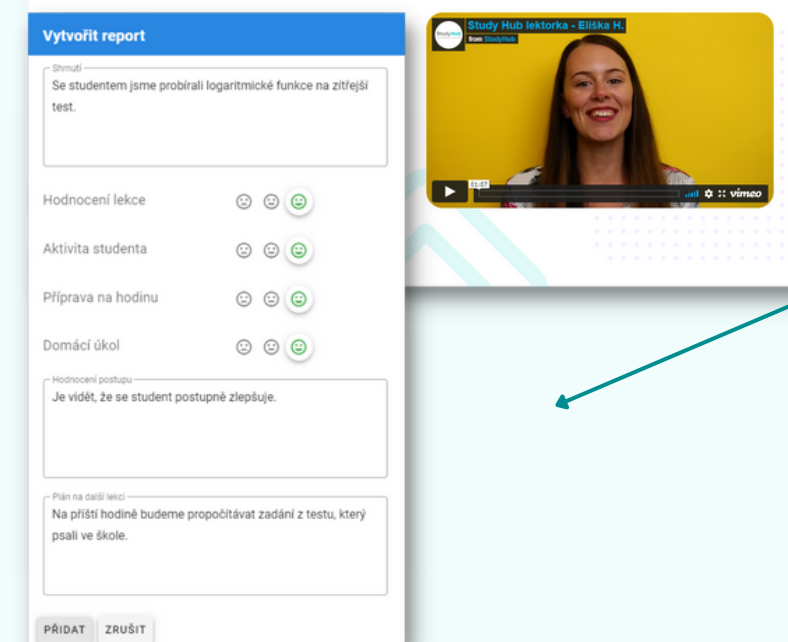 Vytvořit report
Shrnutí
Se studentem jsme probírali logaritmické funkce na zítřejší
test.
Hodnocení lekce
Aktivita studenta
Příprava na hodinu
Domácí úkol
Hodnocení postupu
Je vidět, že se student postupně zlepšuje.
Plán na další lekci
Na příští hodině budeme propočítávat zadání z testu, který
psali ve škole.
PŘIDAT ZRUŠIT
Study Hub lektorka - Eliška H.
from StudyHub
StudyHub
01:07
vimeo